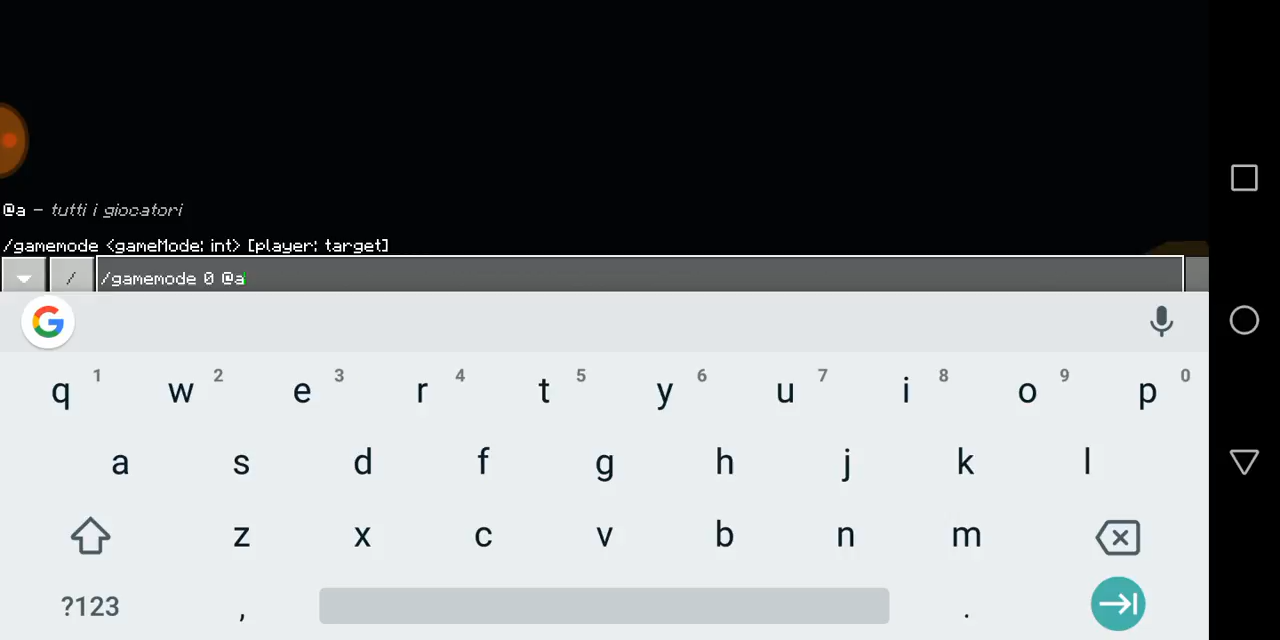 @a – tutti i giocatori
/gamemode <gameMode: int> [player: target]
/ /gamemode 0 @a
G
q 1 w 2 e 3 r 4 t 5 y 6 u 7 i 8 o 9 p 0
a s d f g h j k l
z x c v b n m
?123 , .